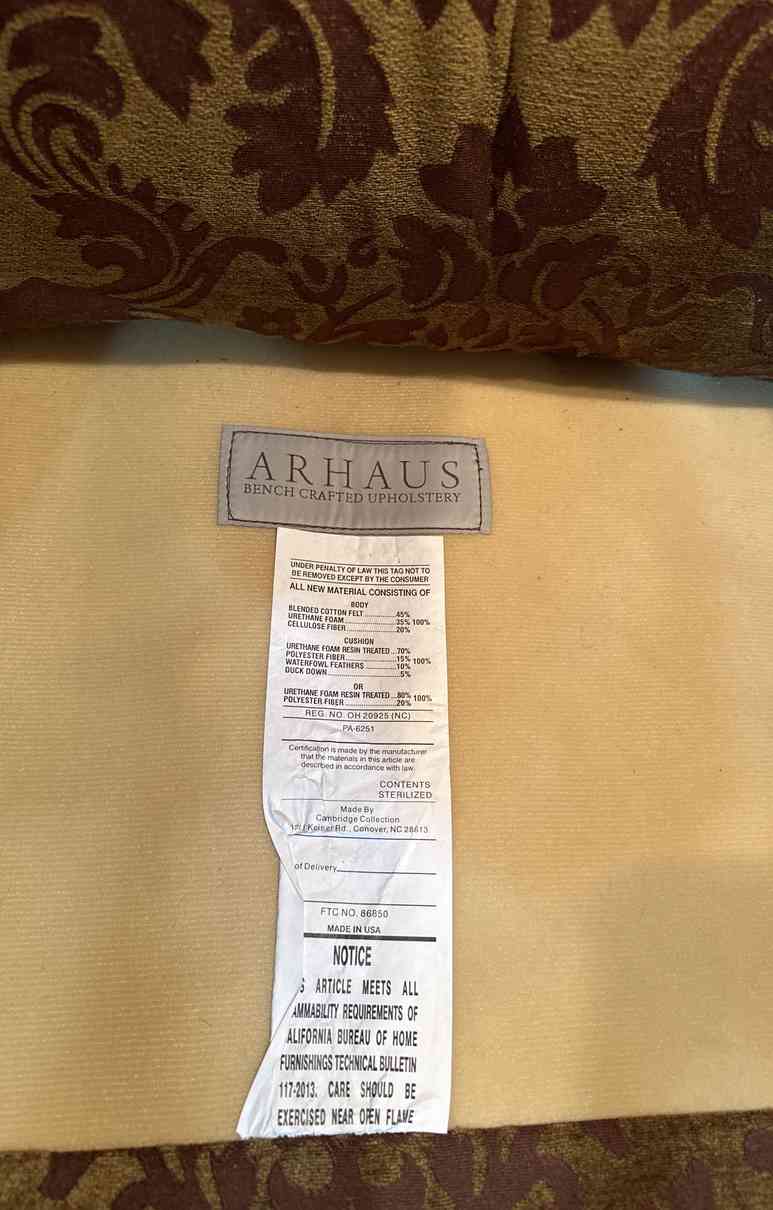 ARHAUS
BENCH CRAFTED UPHOLSTERY
UNDER PENALTY OF LAW THIS TAG NOT TO
BE REMOVED EXCEPT BY THE CONSUMER
ALL NEW MATERIAL CONSISTING OF
BODY
BLENDED COTTON FELT............45%
URETHANE FOAM..................35% 100%
CELLULOSE FIBER................20%
CUSHION
URETHANE FOAM RESIN TREATED...70%
POLYESTER FIBER................15% 100%
WATERFOWL FEATHERS............10%
DUCK DOWN......................5%
OR
URETHANE FOAM RESIN TREATED...80% 100%
POLYESTER FIBER................20%
REG. NO. OH 20925 (NC)
PA-6251
Certification is made by the manufacturer
that the materials in this article are
described in accordance with law.
CONTENTS
STERILIZED
Made By
Cambridge Collection
Keisler Rd., Conover, NC 28613
of Delivery
FTC NO. 86850
MADE IN USA
NOTICE
S ARTICLE MEETS ALL
AMMABILITY REQUIREMENTS OF
ALIFORNIA BUREAU OF HOME
FURNISHINGS TECHNICAL BULLETIN
117-2013. CARE SHOULD BE
EXERCISED NEAR OPEN FLAME